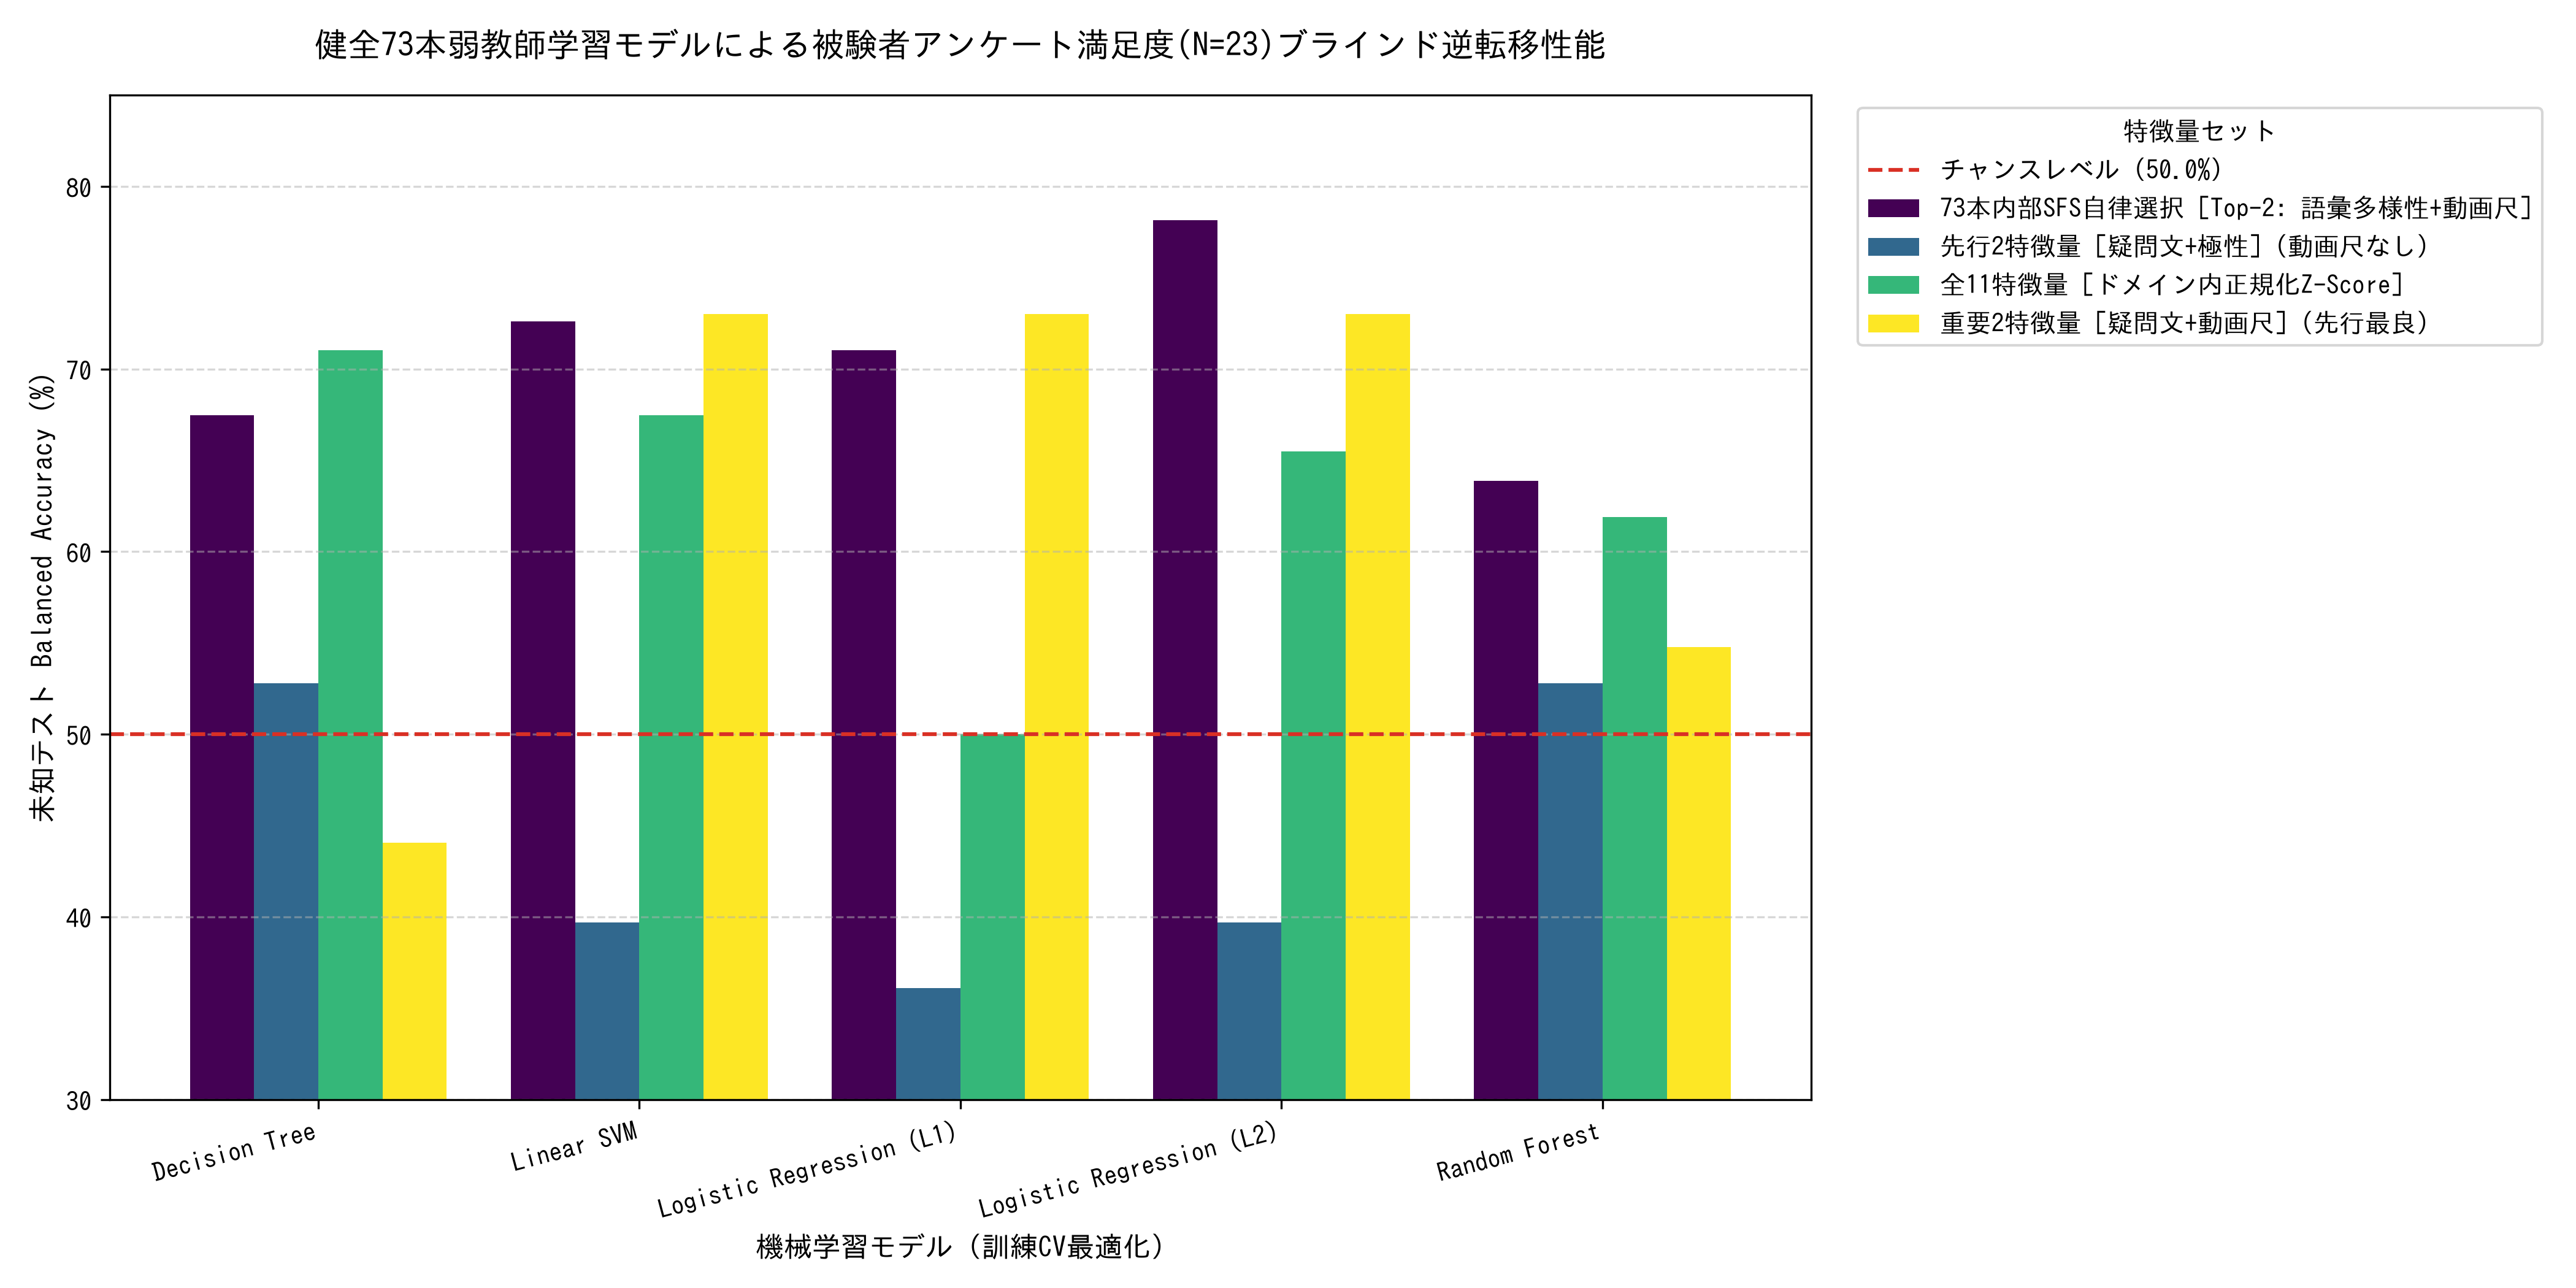 健全73本弱教師学習モデルによる被験者アンケート満足度(N=23)ブラインド逆転移性能
特徴量セット
チャンスレベル (50.0%)
73本内部SFS自律選択 [Top-2: 語彙多様性+動画尺]
先行2特徴量 [疑問文+極性] (動画尺なし)
全11特徴量 [ドメイン内正規化Z-Score]
重要2特徴量 [疑問文+動画尺] (先行最良)
未知テスト Balanced Accuracy (%)
80
70
60
50
40
30
Decision Tree
Linear SVM
Logistic Regression (L1)
Logistic Regression (L2)
Random Forest
機械学習モデル (訓練CV最適化)